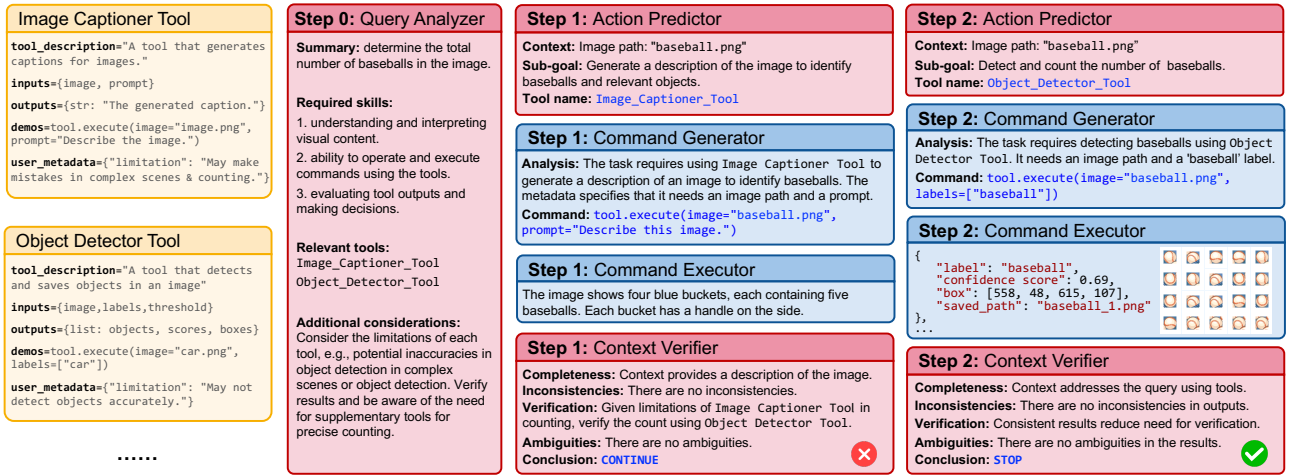 Image Captioner Tool
tool_description="A tool that generates
captions for images."
inputs={image, prompt}
outputs={str: "The generated caption."}
demos=tool.execute(image="image.png",
prompt="Describe the image.")
user_metadata={"limitation": "May make
mistakes in complex scenes & counting."}
Object Detector Tool
tool_description="A tool that detects
and saves objects in an image"
inputs={image,labels,threshold}
outputs={list: objects, scores, boxes}
demos=tool.execute(image="car.png",
labels=["car"])
user_metadata={"limitation": "May not
detect objects accurately."}
......
Step 0: Query Analyzer
Summary: determine the total
number of baseballs in the image.
Required skills:
1. understanding and interpreting
visual content.
2. ability to operate and execute
commands using the tools.
3. evaluating tool outputs and
making decisions.
Relevant tools:
Image_Captioner_Tool
Object_Detector_Tool
Additional considerations:
Consider the limitations of each
tool, e.g., potential inaccuracies in
object detection in complex
scenes or object detection. Verify
results and be aware of the need
for supplementary tools for
precise counting.
Step 1: Action Predictor
Context: Image path: "baseball.png"
Sub-goal: Generate a description of the image to identify
baseballs and relevant objects.
Tool name: Image_Captioner_Tool
Step 1: Command Generator
Analysis: The task requires using Image Captioner Tool to
generate a description of an image to identify baseballs. The
metadata specifies that it needs an image path and a prompt.
Command: tool.execute(image="baseball.png",
prompt="Describe this image.")
Step 1: Command Executor
The image shows four blue buckets, each containing five
baseballs. Each bucket has a handle on the side.
Step 1: Context Verifier
Completeness: Context provides a description of the image.
Inconsistencies: There are no inconsistencies.
Verification: Given limitations of Image Captioner Tool in
counting, verify the count using Object Detector Tool.
Ambiguities: There are no ambiguities.
Conclusion: CONTINUE
Step 2: Action Predictor
Context: Image path: "baseball.png"
Sub-goal: Detect and count the number of baseballs.
Tool name: Object_Detector_Tool
Step 2: Command Generator
Analysis: The task requires detecting baseballs using Object
Detector Tool. It needs an image path and a 'baseball' label.
Command: tool.execute(image="baseball.png",
labels=["baseball"])
Step 2: Command Executor
{
"label": "baseball",
"confidence score": 0.69,
"box": [558, 48, 615, 107],
"saved_path": "baseball_1.png"
},
...
Step 2: Context Verifier
Completeness: Context addresses the query using tools.
Inconsistencies: There are no inconsistencies in outputs.
Verification: Consistent results reduce need for verification.
Ambiguities: There are no ambiguities in the results.
Conclusion: STOP